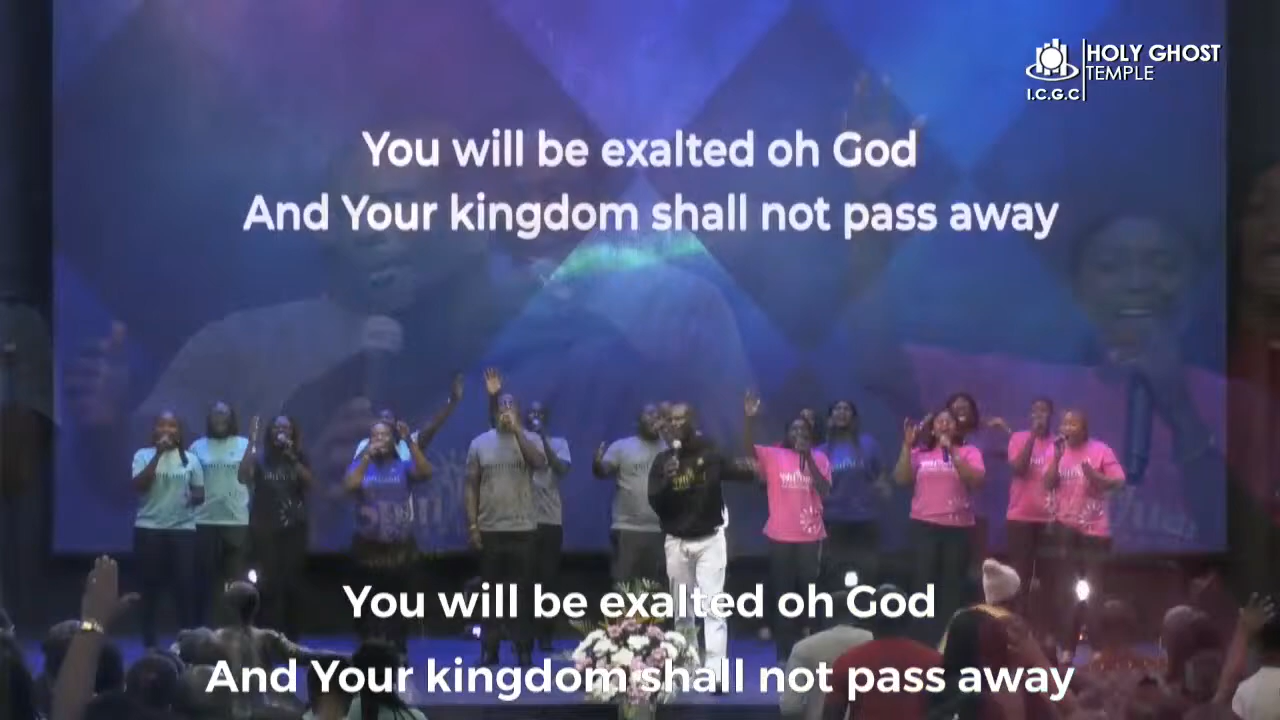 HOLY GHOST
TEMPLE
I.C.G.C
You will be exalted oh God
And Your kingdom shall not pass away
You will be exalted oh God
And Your kingdom shall not pass away